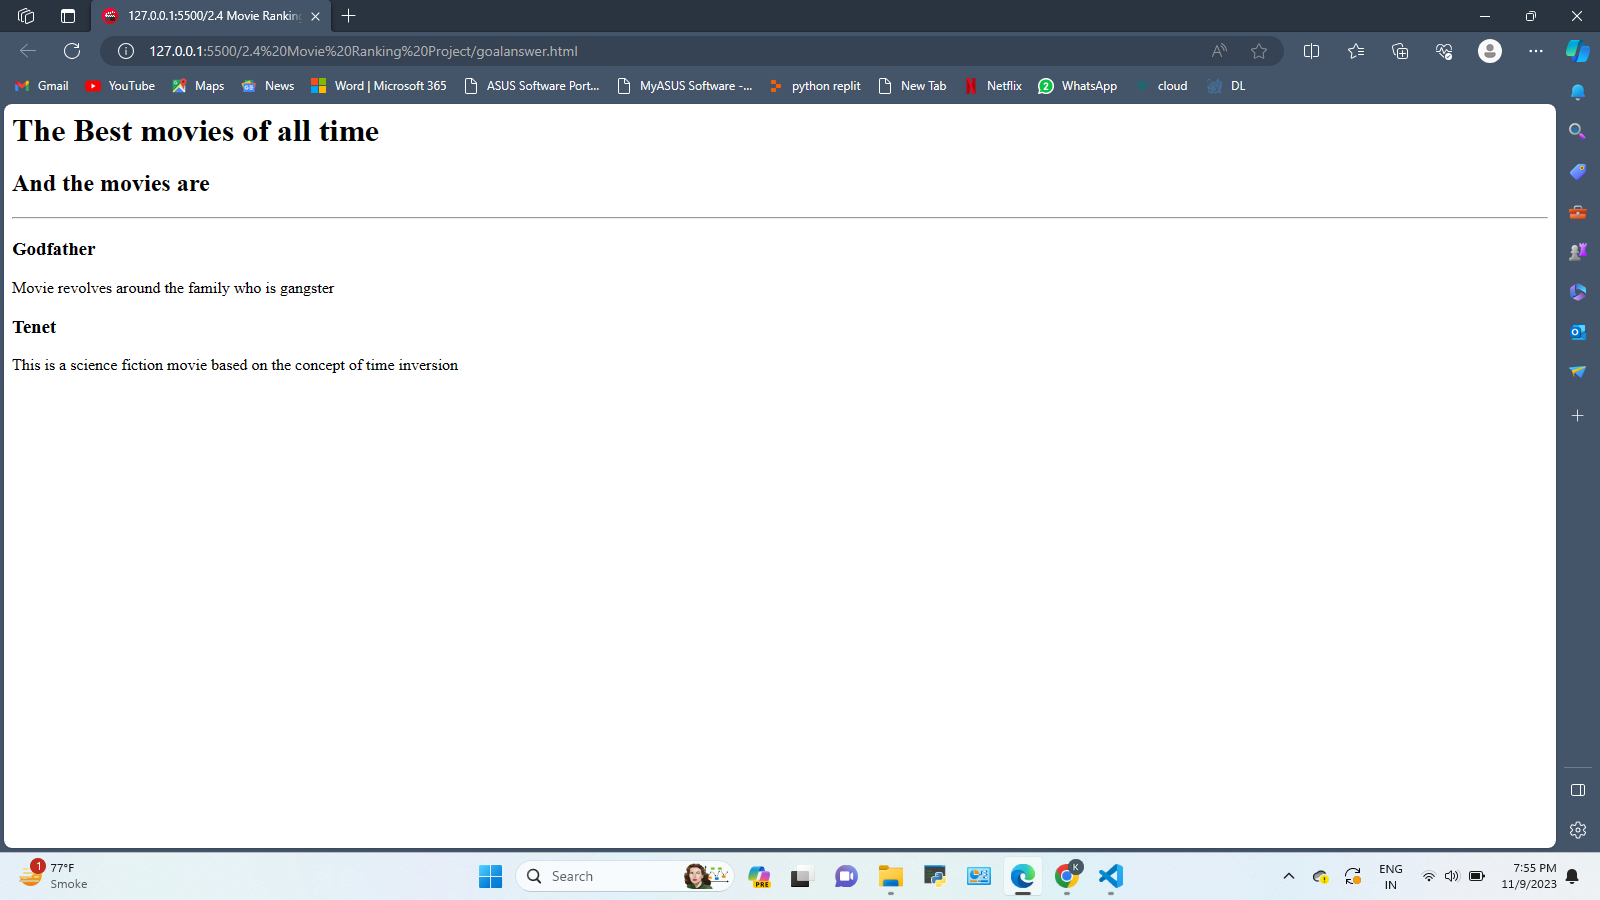 127.0.0.1:5500/2.4 Movie Ranking
127.0.0.1:5500/2.4%20Movie%20Ranking%20Project/goalanswer.html
Gmail YouTube Maps News Word | Microsoft 365 ASUS Software Port... MyASUS Software -... python replit New Tab Netflix WhatsApp cloud DL
The Best movies of all time
And the movies are
Godfather
Movie revolves around the family who is gangster
Tenet
This is a science fiction movie based on the concept of time inversion
1 77°F
Smoke
Search
PRE
K
ENG
IN
7:55 PM
11/9/2023